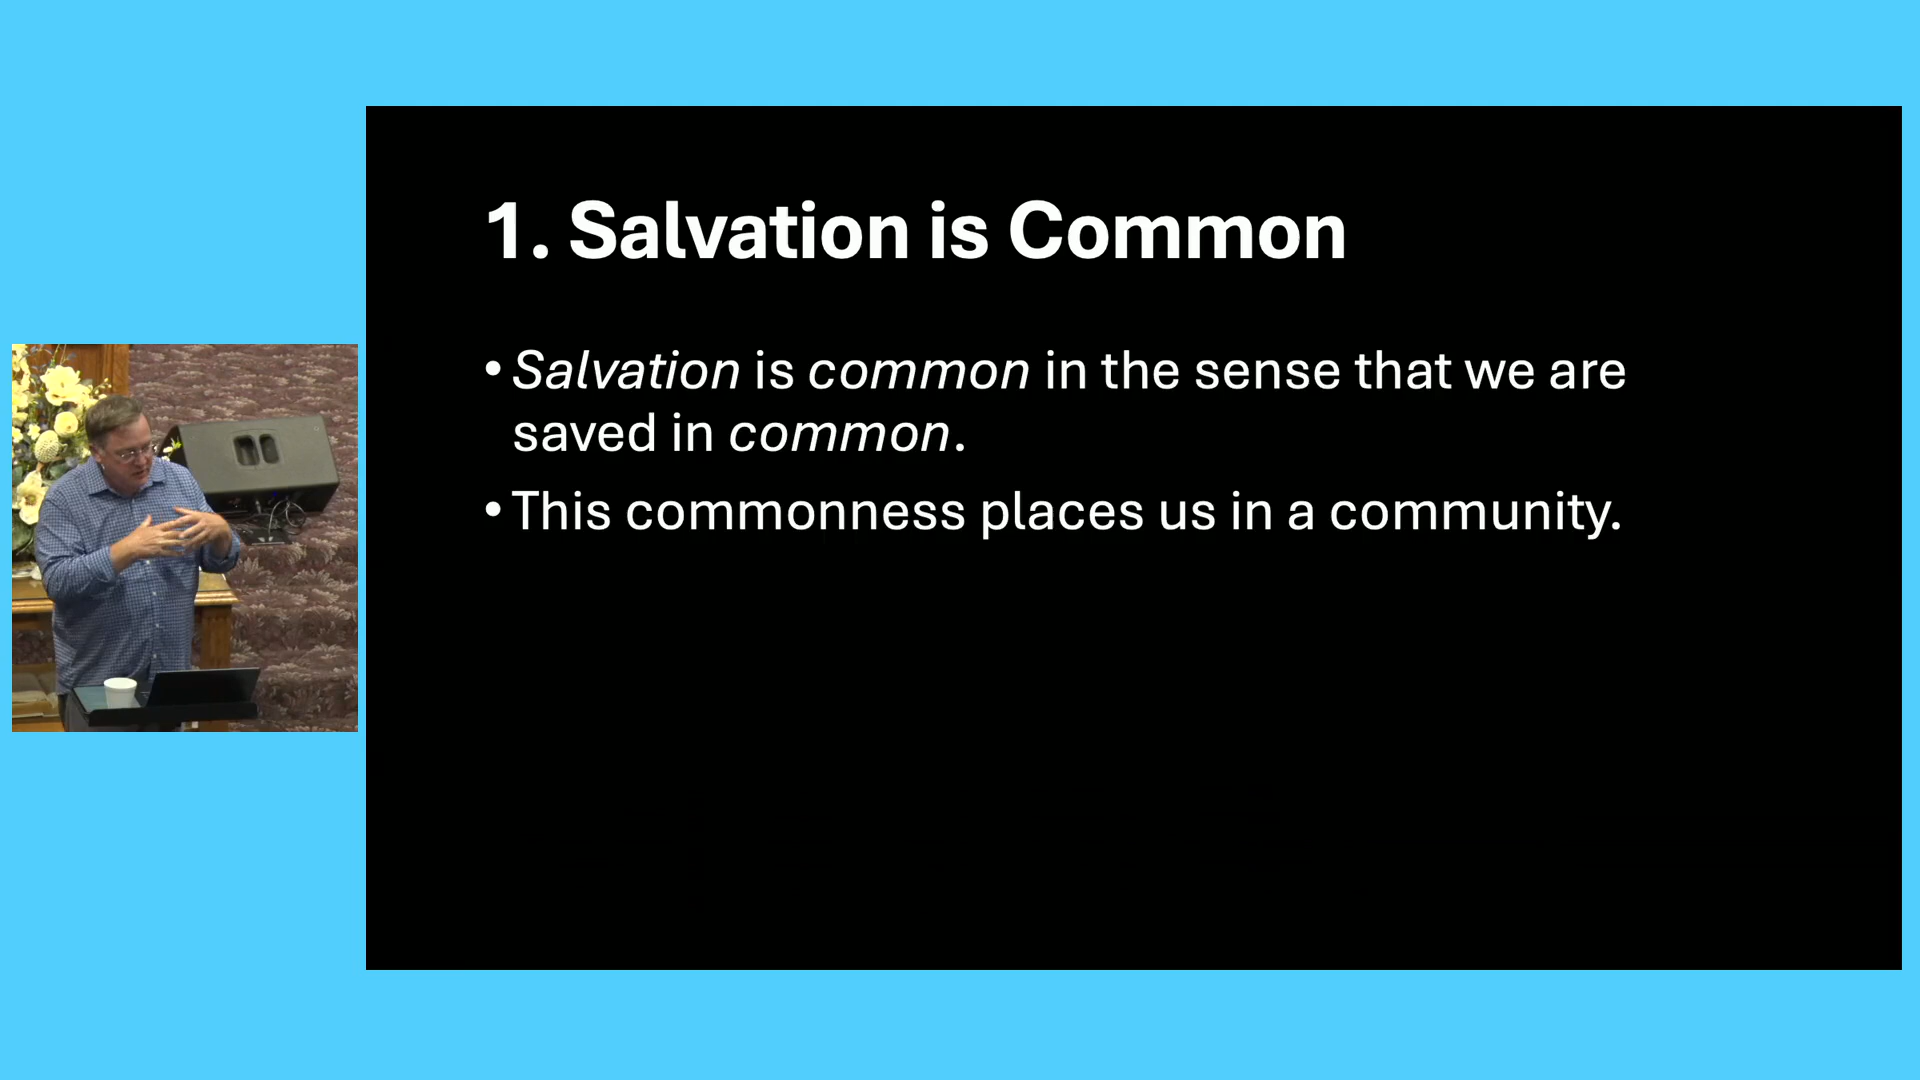 1. Salvation is Common
• Salvation is common in the sense that we are
saved in common.
• This commonness places us in a community.